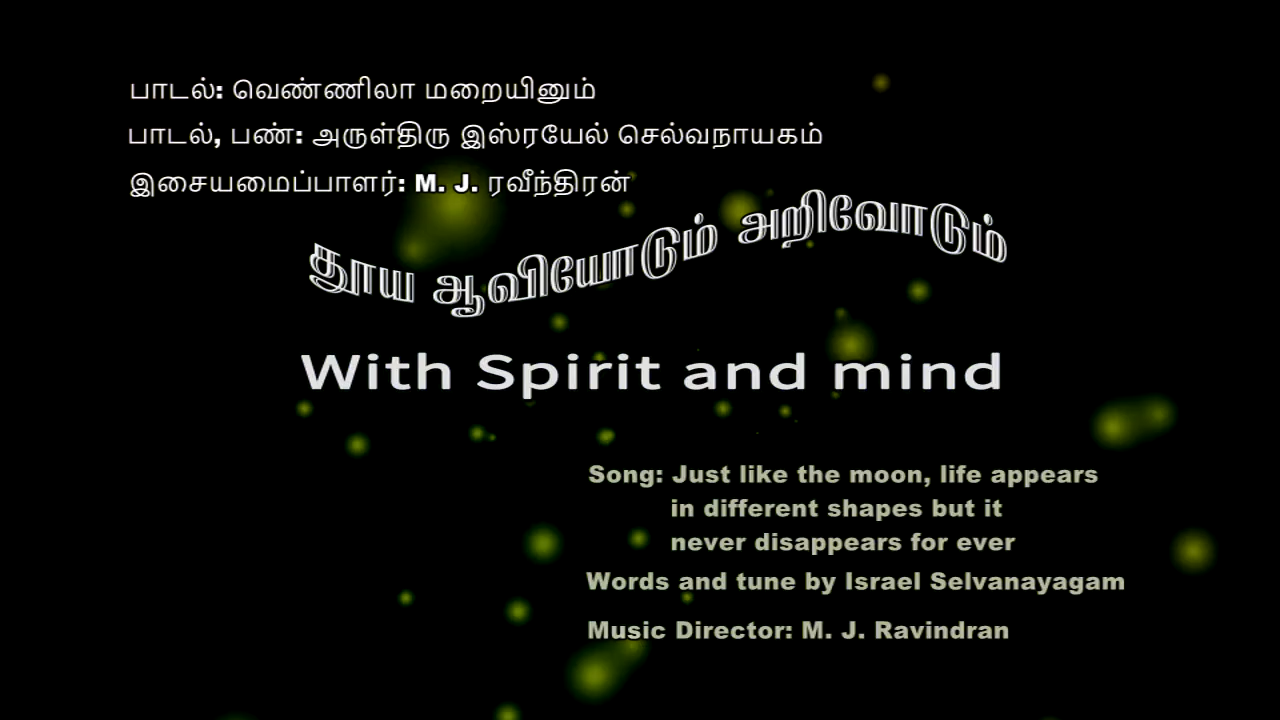 பாடல்: வெண்ணிலா மறையினும்
பாடல், பண்: அருள்திரு இஸ்ரயேல் செல்வநாயகம்
இசையமைப்பாளர்: M. J. ரவீந்திரன்
தூய ஆவியோடும் அறிவோடும்
With Spirit and mind
Song: Just like the moon, life appears
in different shapes but it
never disappears for ever
Words and tune by Israel Selvanayagam
Music Director: M. J. Ravindran